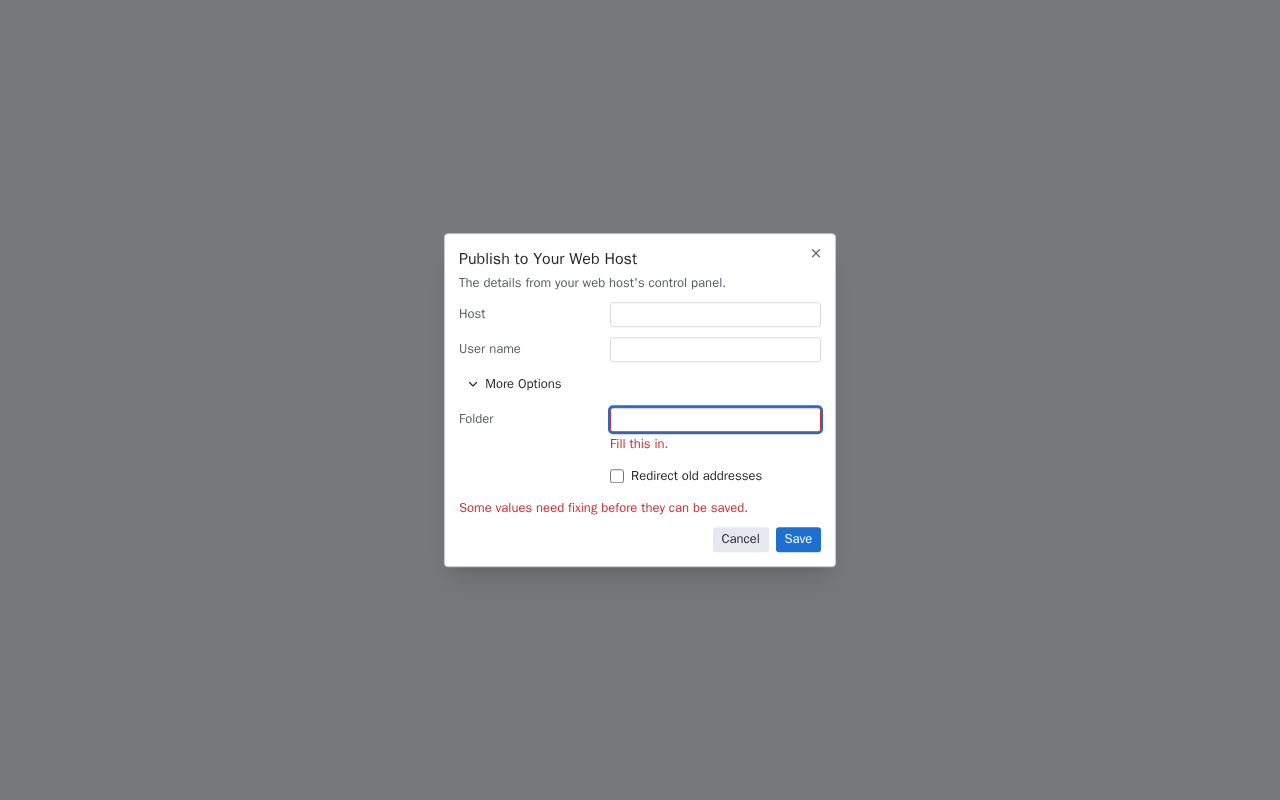 Publish to Your Web Host
The details from your web host's control panel.
Host
User name
More Options
Folder
Fill this in.
Redirect old addresses
Some values need fixing before they can be saved.
Cancel Save